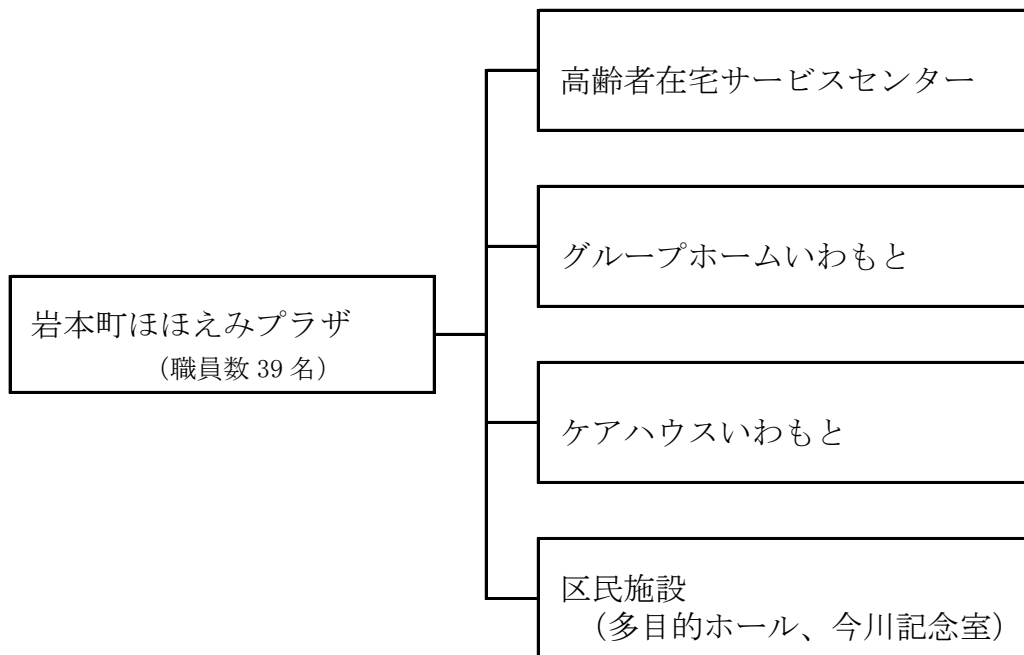 高齢者在宅サービスセンター
グループホームいわもと
岩本町ほほえみプラザ
（職員数 39 名）
ケアハウスいわもと
区民施設
（多目的ホール、今川記念室）